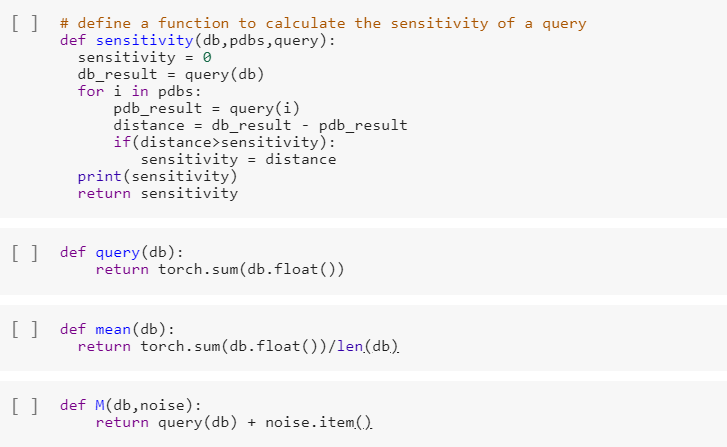 [ ] # define a function to calculate the sensitivity of a query
def sensitivity(db,pdbs,query):
  sensitivity = 0
  db_result = query(db)
  for i in pdbs:
      pdb_result = query(i)
      distance = db_result - pdb_result
      if(distance>sensitivity):
         sensitivity = distance
  print(sensitivity)
  return sensitivity
[ ] def query(db):
    return torch.sum(db.float())
[ ] def mean(db):
  return torch.sum(db.float())/len(db)
[ ] def M(db,noise):
    return query(db) + noise.item()